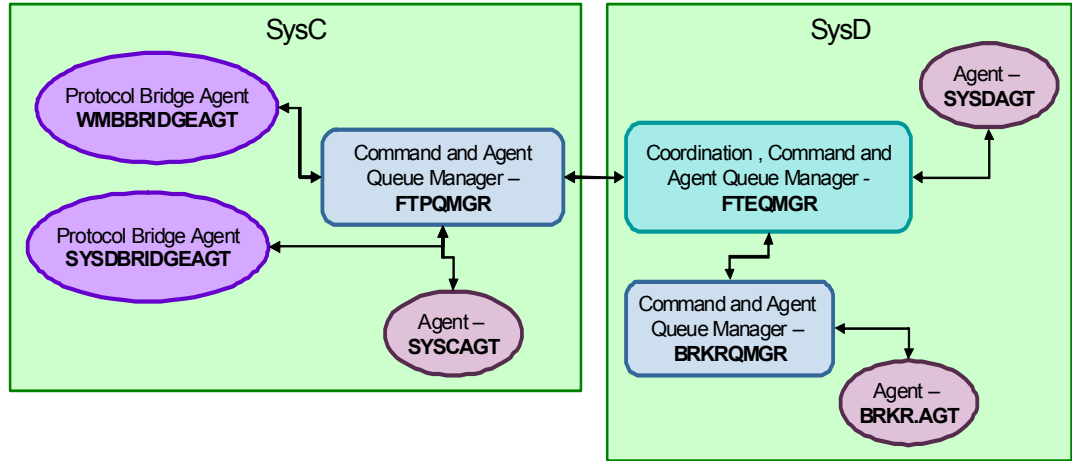 SysC
Protocol Bridge Agent
WMBBRIDGEAGT
Command and Agent
Queue Manager –
FTPQMGR
Protocol Bridge Agent
SYSDBRIDGEAGT
Agent –
SYSCAGT
SysD
Agent –
SYSDAGT
Coordination , Command and
Agent Queue Manager -
FTEQMGR
Command and Agent
Queue Manager –
BRKRQMGR
Agent –
BRKR.AGT